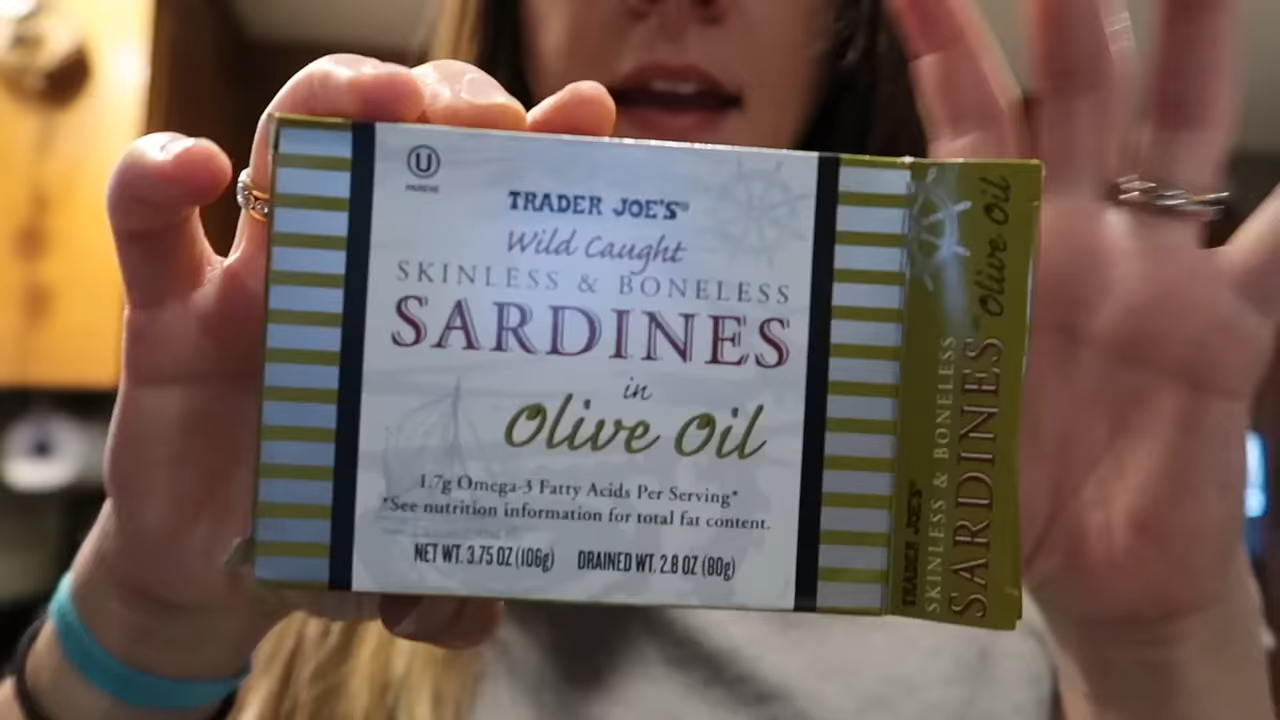 U
PAREVE
TRADER JOE'S
Wild Caught
SKINLESS & BONELESS
SARDINES
in
Olive Oil
1.7g Omega-3 Fatty Acids Per Serving*
*See nutrition information for total fat content.
NET WT. 3.75 OZ (106g) DRAINED WT. 2.8 OZ (80g)
TRADER JOE'S
SKINLESS & BONELESS
SARDINES
Olive Oil